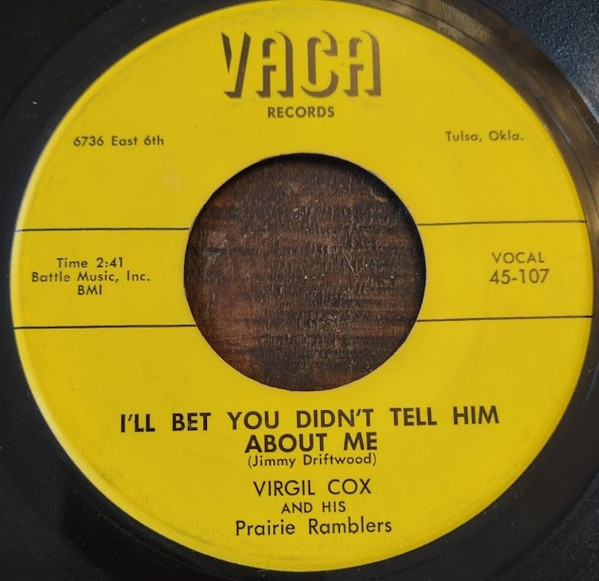 VACA
RECORDS
6736 East 6th
Tulsa, Okla.
Time 2:41
Battle Music, Inc.
BMI
VOCAL
45-107
I'LL BET YOU DIDN'T TELL HIM
ABOUT ME
(Jimmy Driftwood)
VIRGIL COX
AND HIS
Prairie Ramblers